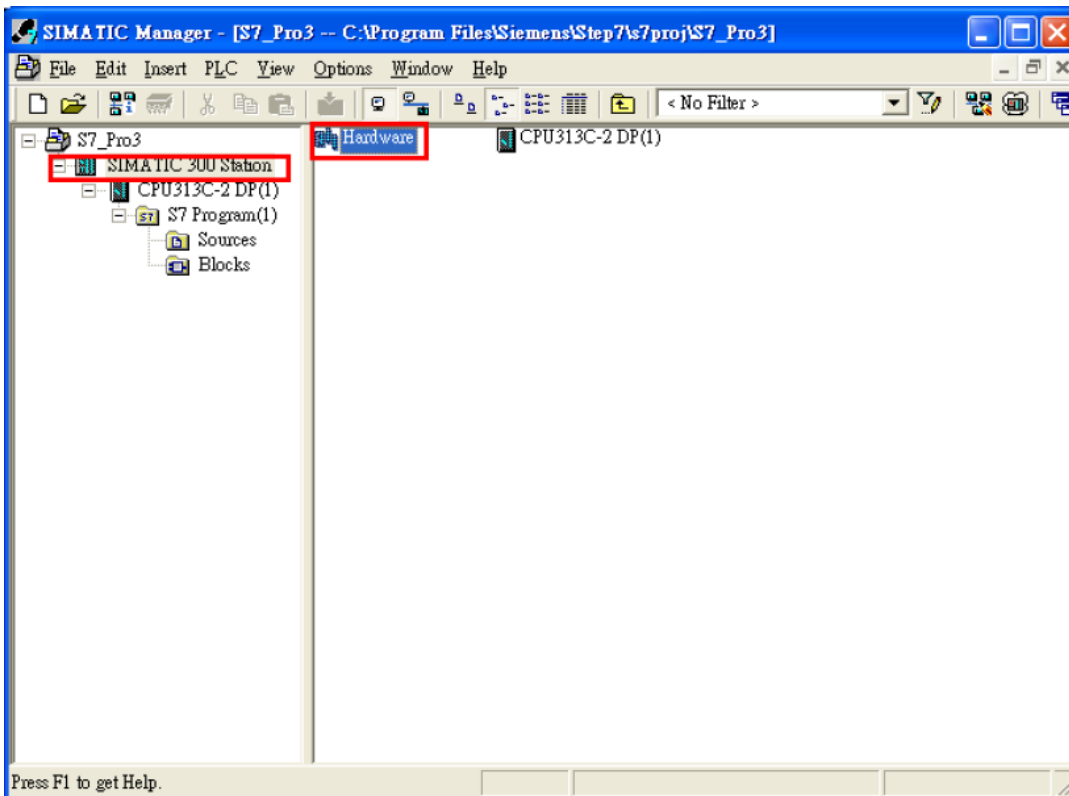 SIMATIC Manager - [S7_Pro3 -- C:\Program Files\Siemens\Step7\s7proj\S7_Pro3]
File Edit Insert PLC View Options Window Help
< No Filter >
S7_Pro3
SIMATIC 300 Station
CPU313C-2 DP(1)
S7 Program(1)
Sources
Blocks
Hardware
CPU313C-2 DP(1)
Press F1 to get Help.